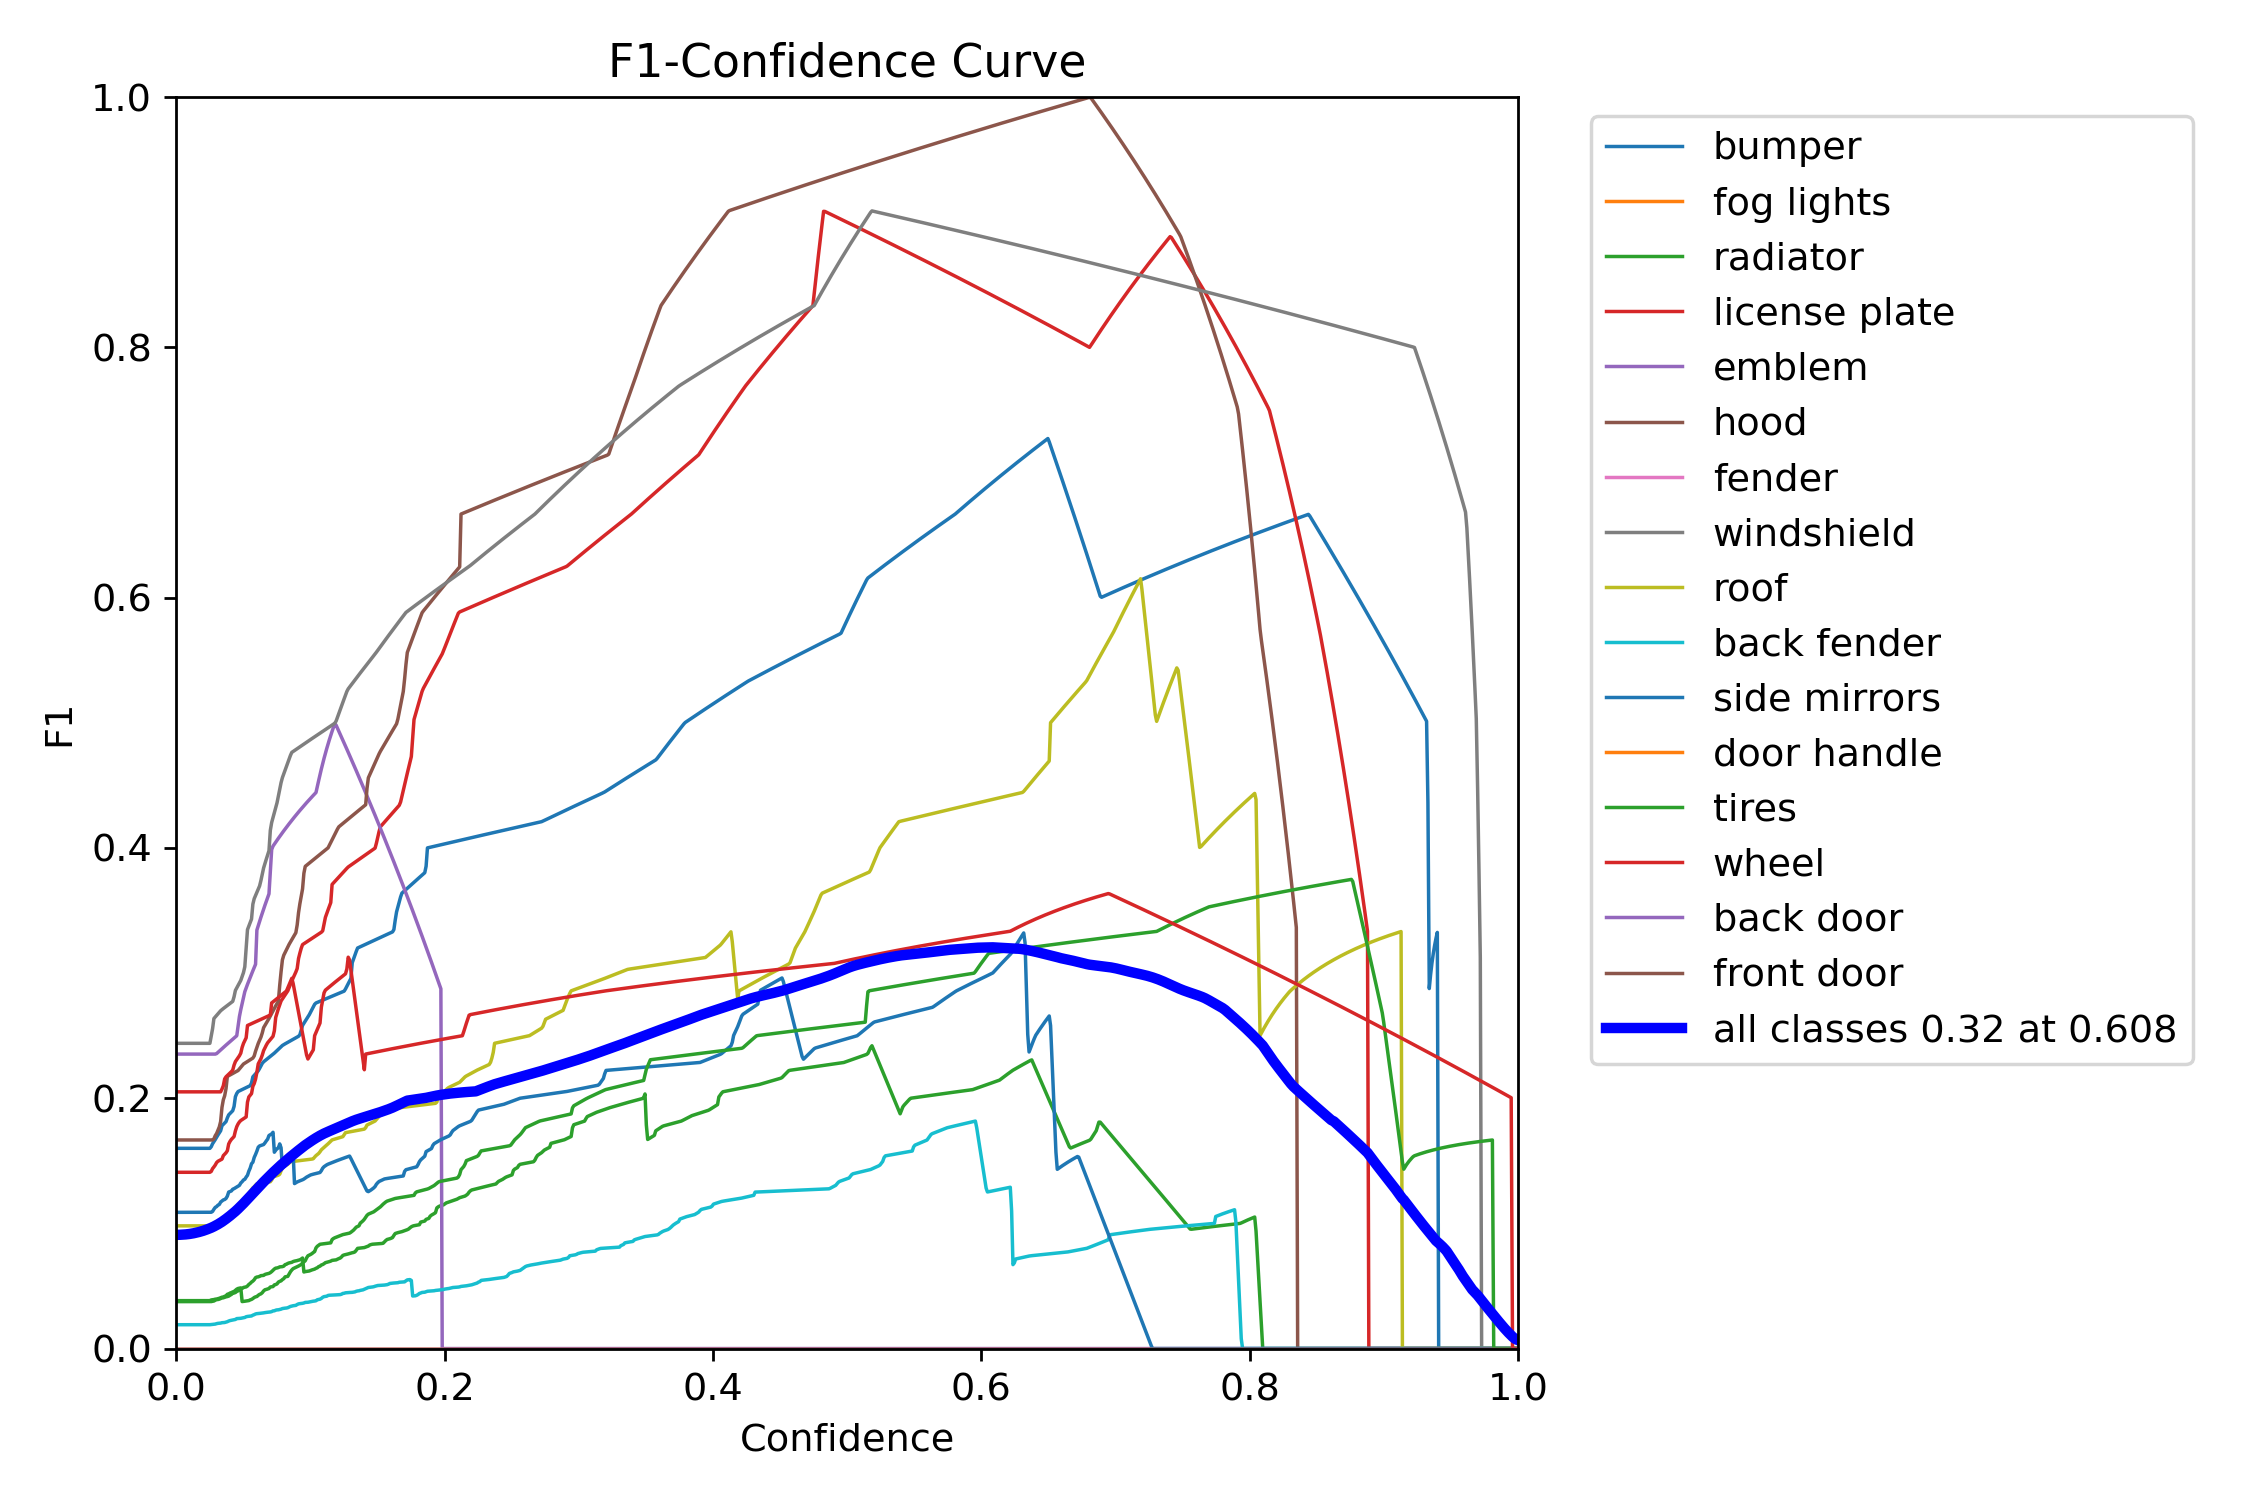 F1-Confidence Curve
1.0
0.8
0.6
0.4
0.2
0.0
F1
0.0 0.2 0.4 0.6 0.8 1.0
Confidence
bumper
fog lights
radiator
license plate
emblem
hood
fender
windshield
roof
back fender
side mirrors
door handle
tires
wheel
back door
front door
all classes 0.32 at 0.608